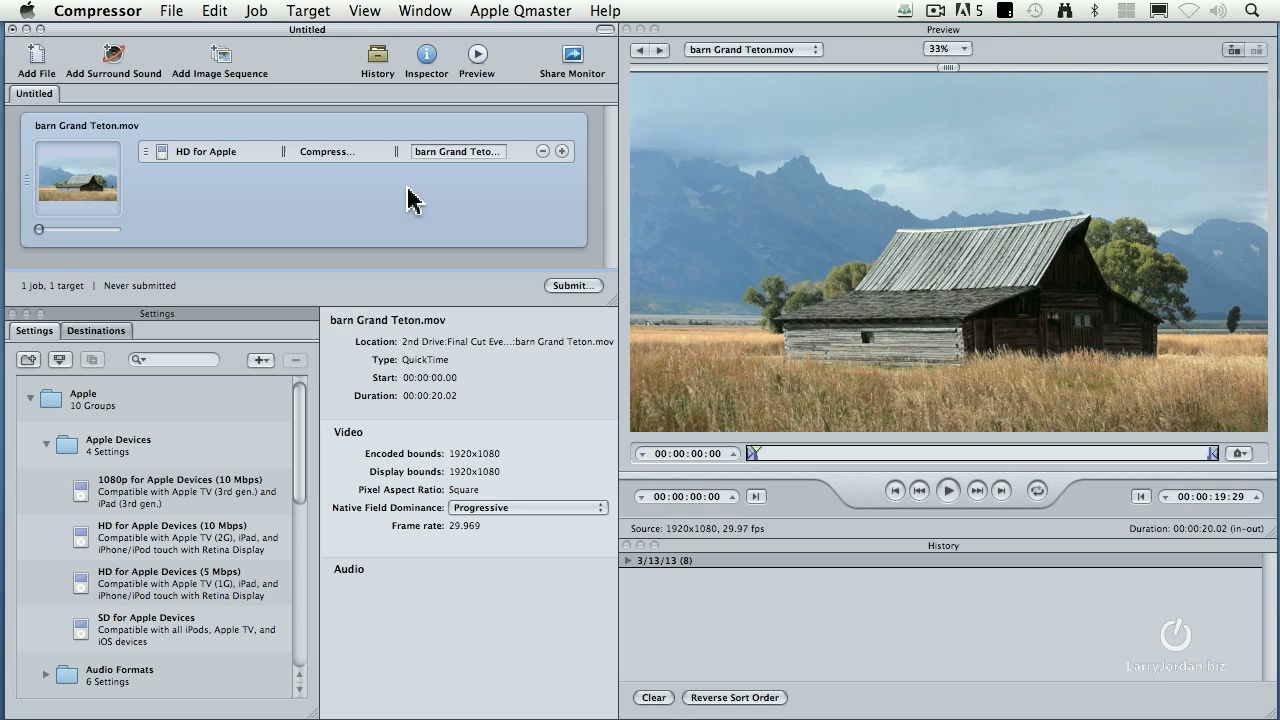 Compressor File Edit Job Target View Window Apple Qmaster Help 5
Untitled
Add File Add Surround Sound Add Image Sequence History Inspector Preview Share Monitor
Untitled
barn Grand Teton.mov
HD for Apple Compress... barn Grand Teto...
1 job, 1 target | Never submitted Submit...
Settings
Settings Destinations
Apple
10 Groups
Apple Devices
4 Settings
1080p for Apple Devices (10 Mbps)
Compatible with Apple TV (3rd gen.) and
iPad (3rd gen.)
HD for Apple Devices (10 Mbps)
Compatible with Apple TV (2G), iPad, and
iPhone/iPod touch with Retina Display
HD for Apple Devices (5 Mbps)
Compatible with Apple TV (1G), iPad, and
iPhone/iPod touch with Retina Display
SD for Apple Devices
Compatible with all iPods, Apple TV, and
iOS devices
Audio Formats
6 Settings
barn Grand Teton.mov
Location: 2nd Drive:Final Cut Eve...:barn Grand Teton.mov
Type: QuickTime
Start: 00:00:00.00
Duration: 00:00:20.02
Video
Encoded bounds: 1920x1080
Display bounds: 1920x1080
Pixel Aspect Ratio: Square
Native Field Dominance: Progressive
Frame rate: 29.969
Audio
Preview
barn Grand Teton.mov 33%
00:00:00:00
00:00:00:00 00:00:19:29
Source: 1920x1080, 29.97 fps Duration: 00:00:20.02 (in-out)
History
3/13/13 (8)
LarryJordan.biz
Clear Reverse Sort Order